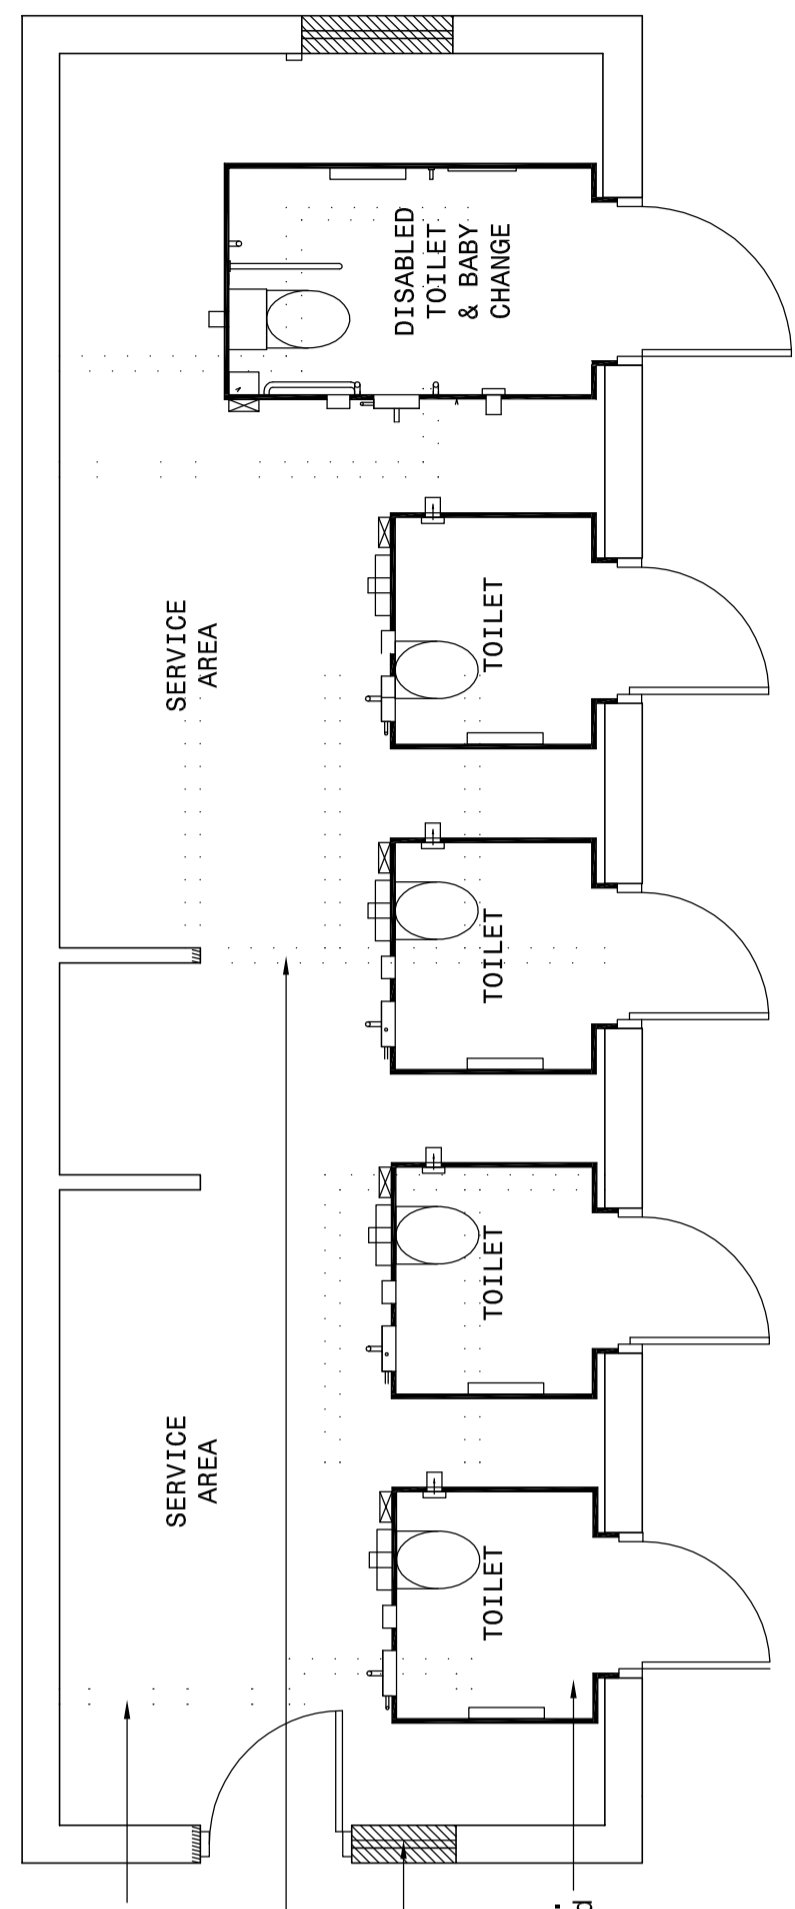 DISABLED
TOILET
& BABY
CHANGE
SERVICE
AREA
TOILET
TOILET
SERVICE
AREA
TOILET
TOILET